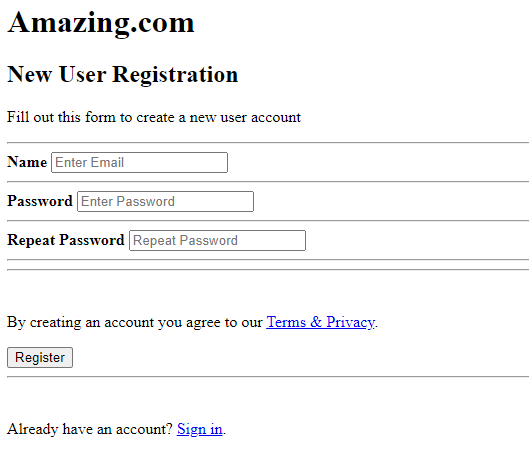 Amazing.com
New User Registration
Fill out this form to create a new user account
Name Enter Email
Password Enter Password
Repeat Password Repeat Password
By creating an account you agree to our Terms & Privacy.
Register
Already have an account? Sign in.